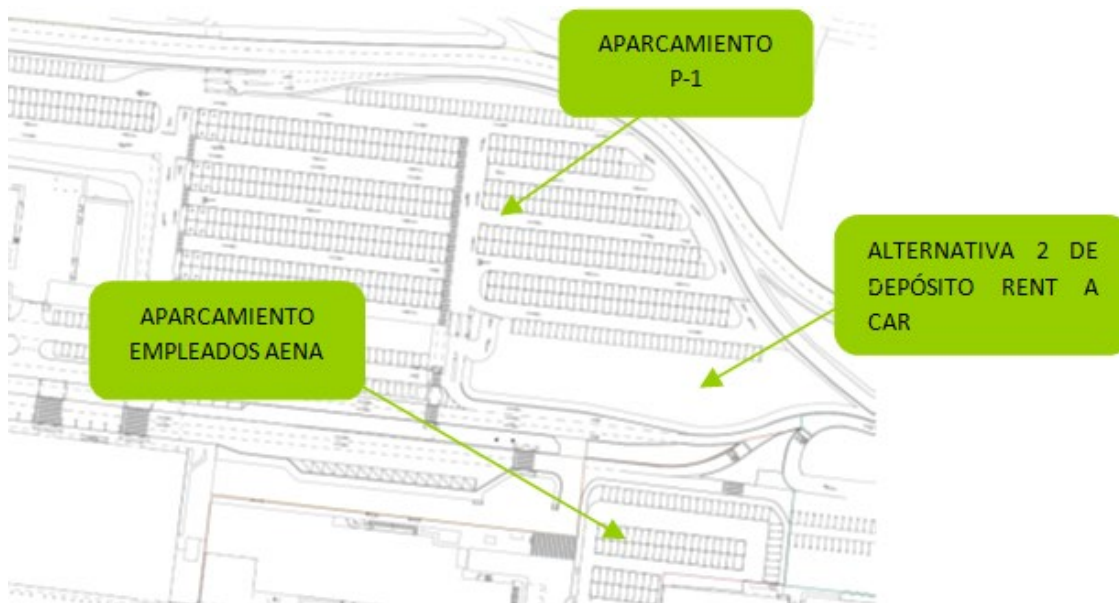 APARCAMIENTO
P-1
ALTERNATIVA 2 DE
DEPÓSITO RENT A
CAR
APARCAMIENTO
EMPLEADOS AENA